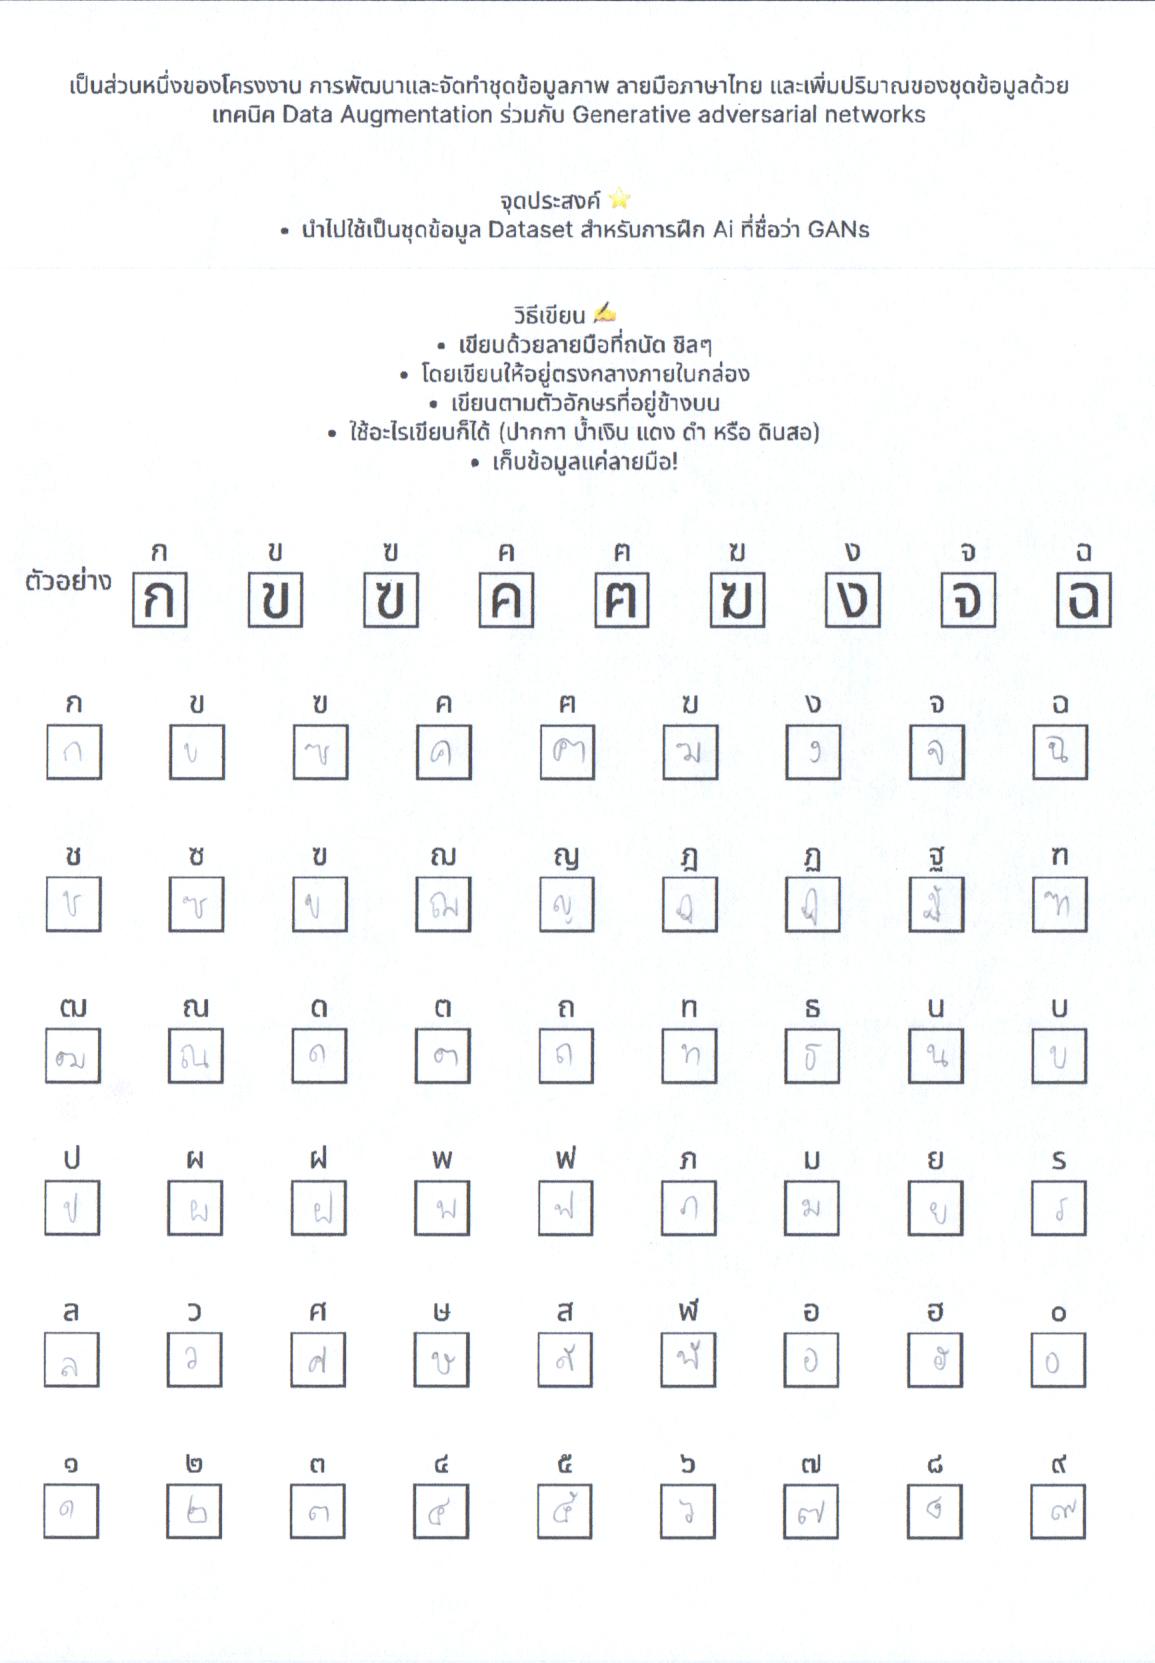 เป็นส่วนหนึ่งของโครงงาน การพัฒนาและจัดทำชุดข้อมูลภาพ ลายมือภาษาไทย และเพิ่มปริมาณของชุดข้อมูลด้วย
เทคนิค Data Augmentation ร่วมกับ Generative adversarial networks
จุดประสงค์ ⭐
• นำไปใช้เป็นชุดข้อมูล Dataset สำหรับการฝึก Ai ที่ชื่อว่า GANs
วิธีเขียน ✍
• เขียนด้วยลายมือที่ถนัด ชิลๆ
• โดยเขียนให้อยู่ตรงกลางภายในกล่อง
• เขียนตามตัวอักษรที่อยู่ข้างบน
• ใช้อะไรเขียนก็ได้ (ปากกา น้ำเงิน แดง ดำ หรือ ดินสอ)
• เก็บข้อมูลแค่ลายมือ!
ก ข ฃ ค ฅ ฆ ง จ ฉ
ตัวอย่าง ก ข ฃ ค ฅ ฆ ง จ ฉ
ก ข ฃ ค ฅ ฆ ง จ ฉ
ก ข ฃ ค ฅ ฆ ง จ ฉ
ช ซ ฃ ฌ ญ ฎ ฏ ฐ ฑ
ช ซ ข ฌ ญ ฎ ฏ ฐ ฑ
ฒ ณ ด ต ถ ท ธ น บ
ฒ ณ ด ต ถ ท ธ น บ
ป ผ ฝ พ ฟ ภ ม ย ร
ป ผ ฝ พ ฟ ภ ม ย ร
ล ว ศ ษ ส ฬ อ ฮ ๐
ล ว ศ ษ ส ฬ อ ฮ ๐
๑ ๒ ๓ ๔ ๕ ๖ ๗ ๘ ๙
๑ ๒ ๓ ๔ ๕ ๖ ๗ ๘ ๙